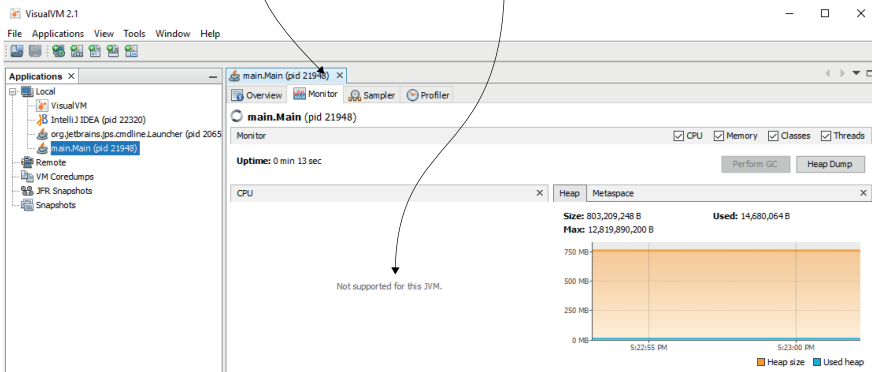 VisualVM 2.1
File Applications View Tools Window Help
Applications
Local
VisualVM
IntelliJ IDEA (pid 22320)
org.jetbrains.jps.cmdline.Launcher (pid 2065
main.Main (pid 21948)
Remote
VM Coredumps
JFR Snapshots
Snapshots
main.Main (pid 21948)
Overview Monitor Sampler Profiler
main.Main (pid 21948)
Monitor CPU Memory Classes Threads
Uptime: 0 min 13 sec Perform GC Heap Dump
CPU Heap Metaspace
Size: 803,209,248 B Used: 14,680,064 B
Max: 12,819,890,200 B
750 MB
500 MB
Not supported for this JVM.
250 MB
0 MB
5:22:55 PM 5:23:00 PM
Heap size Used heap